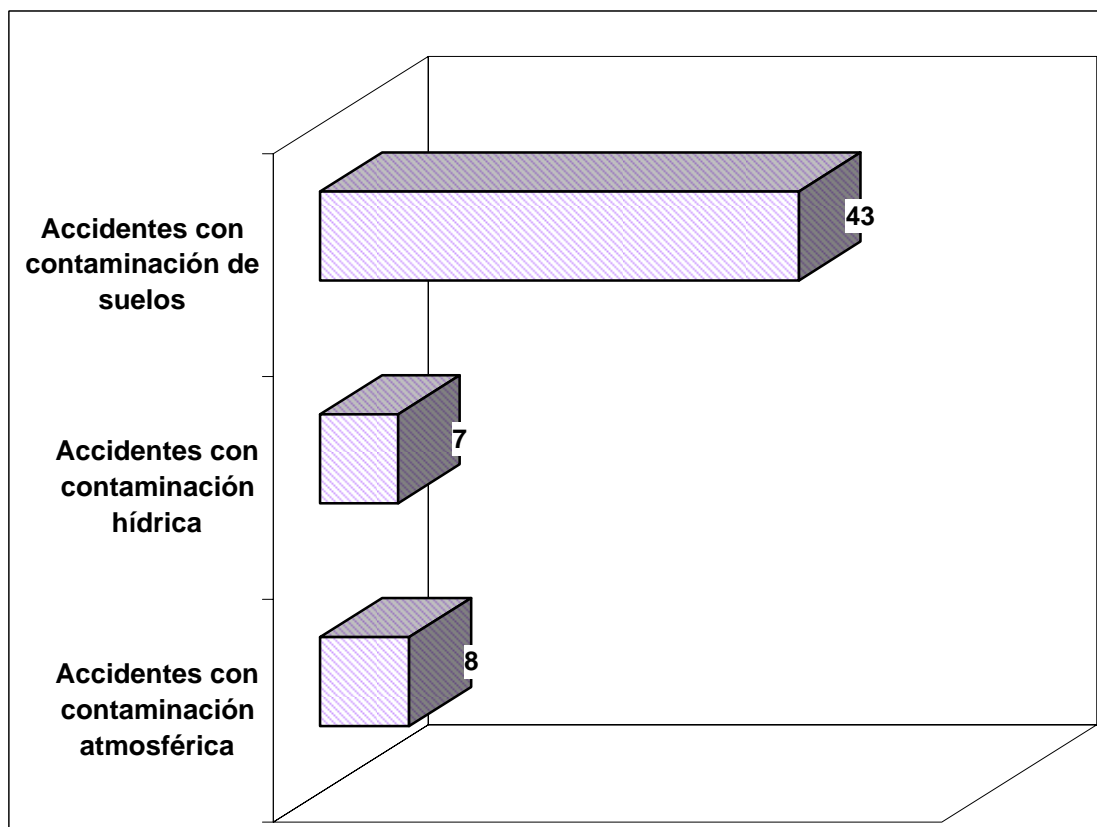 Accidentes con
contaminación de
suelos
43
Accidentes con
contaminación
hídrica
7
Accidentes con
contaminación
atmosférica
8